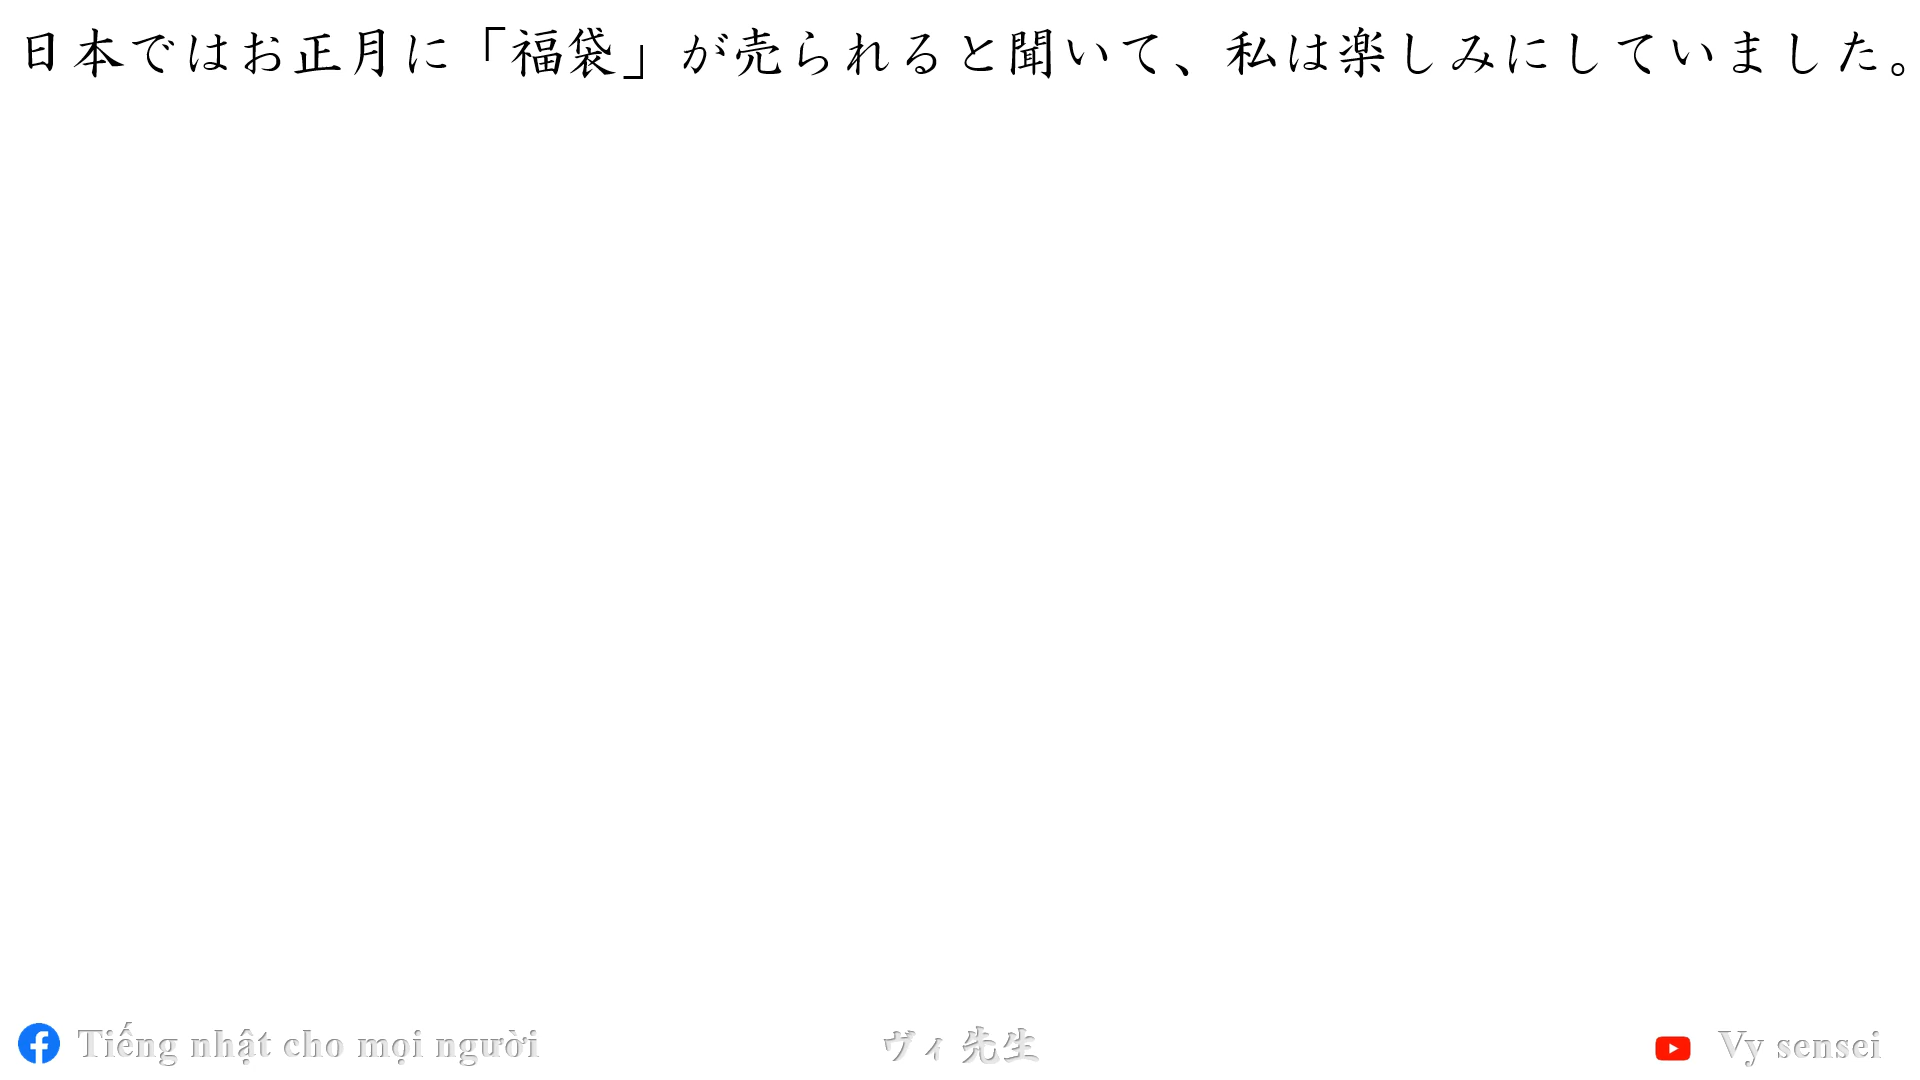 日本ではお正月に「福袋」が売られると聞いて、私は楽しみにしていました。
Tiếng nhật cho mọi người
ヴィ先生
Vy sensei